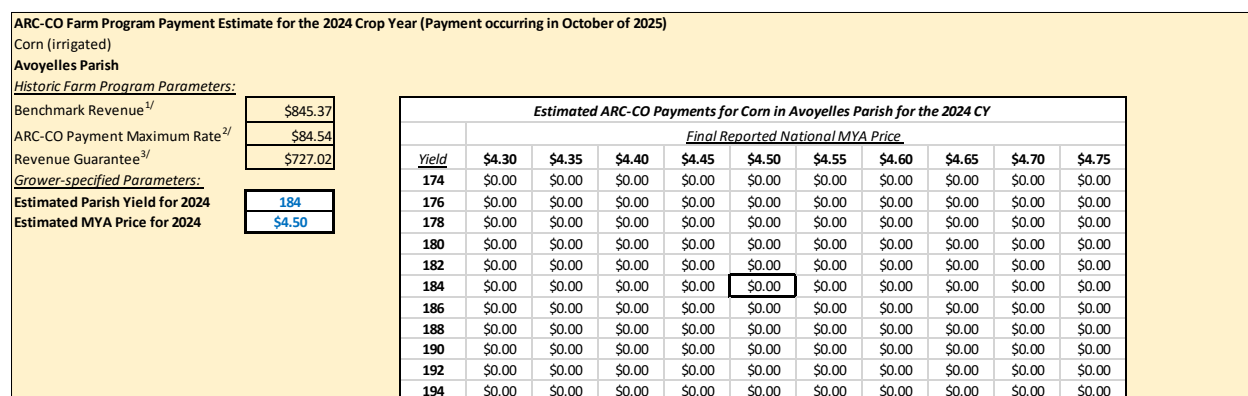 ARC-CO Farm Program Payment Estimate for the 2024 Crop Year (Payment occurring in October of 2025)
Corn (irrigated)
Avoyelles Parish
Historic Farm Program Parameters:
Benchmark Revenue1/ $845.37
ARC-CO Payment Maximum Rate2/ $84.54
Revenue Guarantee3/ $727.02
Grower-specified Parameters:
Estimated Parish Yield for 2024 184
Estimated MYA Price for 2024 $4.50
Estimated ARC-CO Payments for Corn in Avoyelles Parish for the 2024 CY
Final Reported National MYA Price
Yield $4.30 $4.35 $4.40 $4.45 $4.50 $4.55 $4.60 $4.65 $4.70 $4.75
174 $0.00 $0.00 $0.00 $0.00 $0.00 $0.00 $0.00 $0.00 $0.00 $0.00
176 $0.00 $0.00 $0.00 $0.00 $0.00 $0.00 $0.00 $0.00 $0.00 $0.00
178 $0.00 $0.00 $0.00 $0.00 $0.00 $0.00 $0.00 $0.00 $0.00 $0.00
180 $0.00 $0.00 $0.00 $0.00 $0.00 $0.00 $0.00 $0.00 $0.00 $0.00
182 $0.00 $0.00 $0.00 $0.00 $0.00 $0.00 $0.00 $0.00 $0.00 $0.00
184 $0.00 $0.00 $0.00 $0.00 $0.00 $0.00 $0.00 $0.00 $0.00 $0.00
186 $0.00 $0.00 $0.00 $0.00 $0.00 $0.00 $0.00 $0.00 $0.00 $0.00
188 $0.00 $0.00 $0.00 $0.00 $0.00 $0.00 $0.00 $0.00 $0.00 $0.00
190 $0.00 $0.00 $0.00 $0.00 $0.00 $0.00 $0.00 $0.00 $0.00 $0.00
192 $0.00 $0.00 $0.00 $0.00 $0.00 $0.00 $0.00 $0.00 $0.00 $0.00
194 $0.00 $0.00 $0.00 $0.00 $0.00 $0.00 $0.00 $0.00 $0.00 $0.00